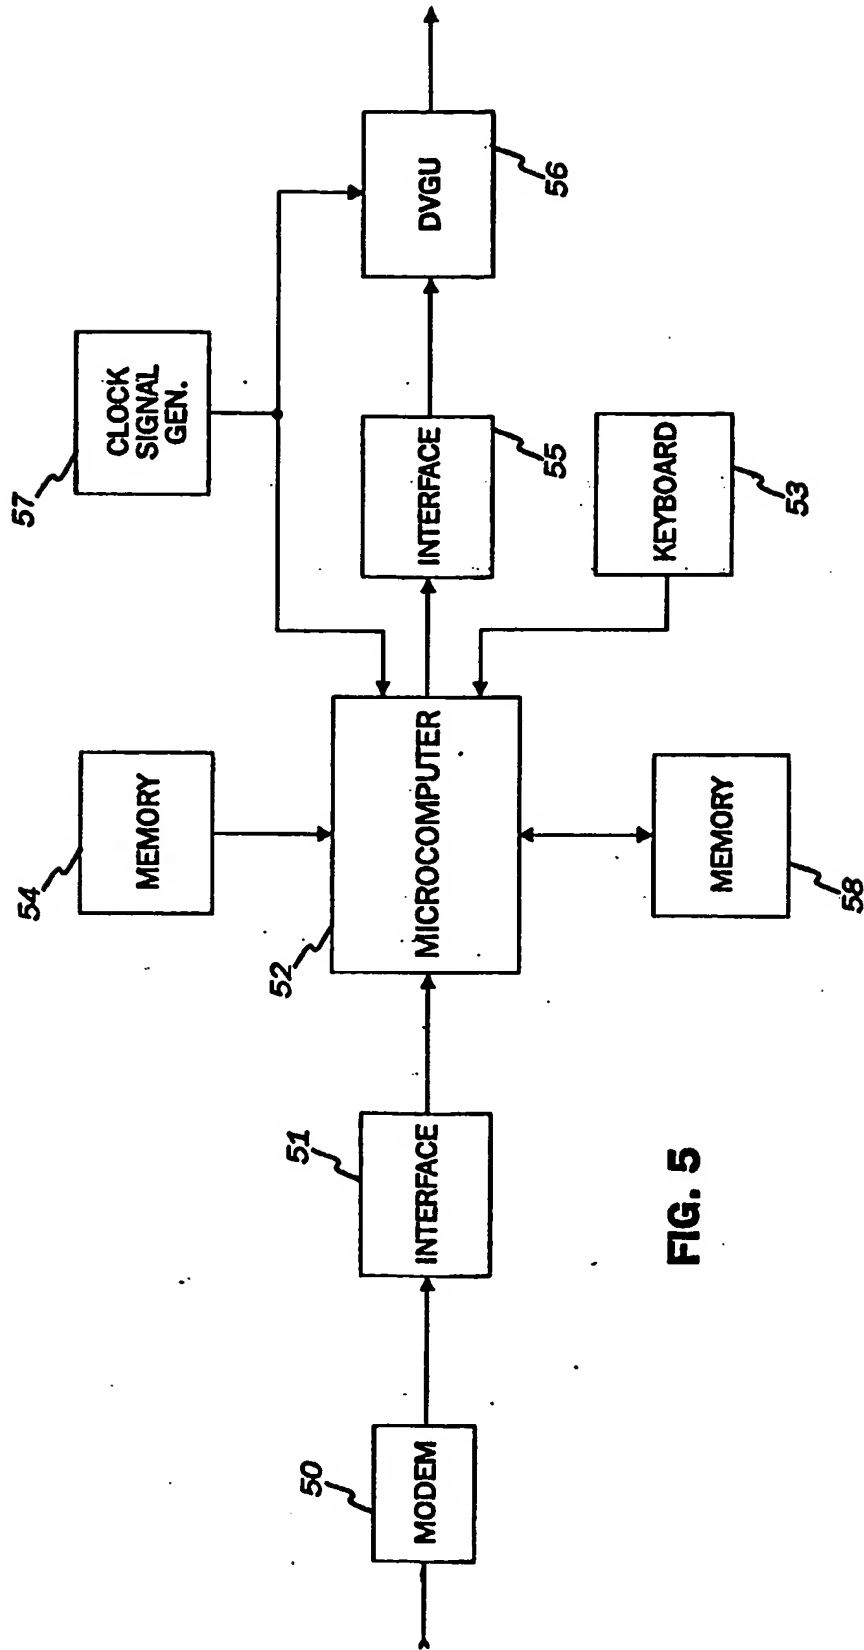 57
CLOCK
SIGNAL
GEN.
54
MEMORY
50
MODEM
51
INTERFACE
52
MICROCOMPUTER
INTERFACE
55
DVGU
56
MEMORY
58
KEYBOARD
53
FIG. 5